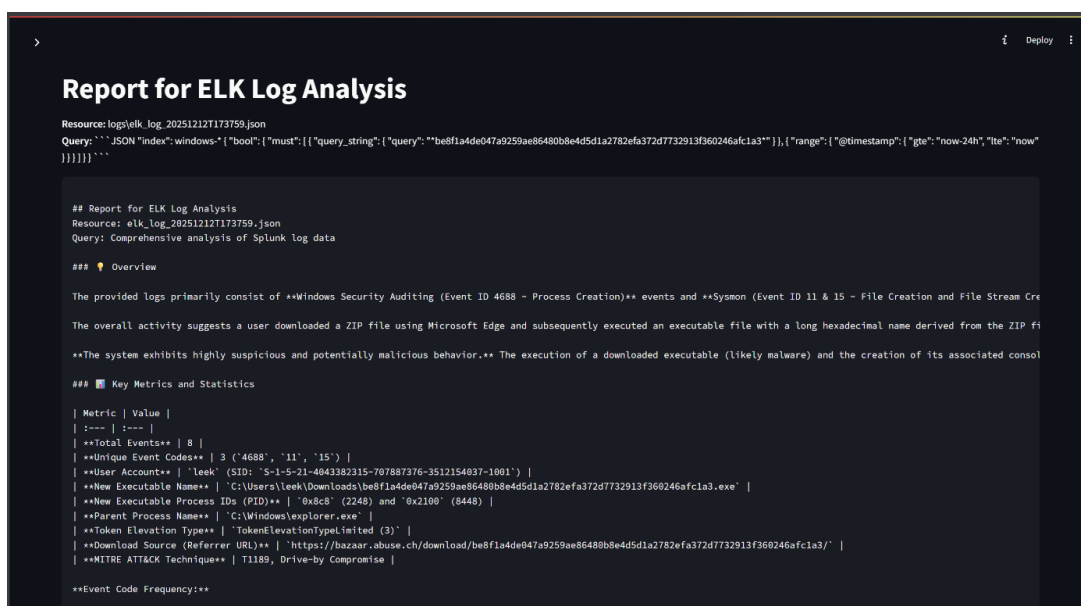 Deploy
Report for ELK Log Analysis
Resource: logs\elk_log_20251212T173759.json
Query: ```JSON "index": windows-* { "bool": { "must": [ { "query_string": { "query": "*be8f1a4de047a9259ae86480b8e4d5d1a2782efa372d7732913f360246afc1a3*" } }, { "range": { "@timestamp": { "gte": "now-24h", "lte": "now"
}}}]}}```
## Report for ELK Log Analysis
Resource: elk_log_20251212T173759.json
Query: Comprehensive analysis of Splunk log data
### 💡 Overview
The provided logs primarily consist of **Windows Security Auditing (Event ID 4688 - Process Creation)** events and **Sysmon (Event ID 11 & 15 - File Creation and File Stream Cre
The overall activity suggests a user downloaded a ZIP file using Microsoft Edge and subsequently executed an executable file with a long hexadecimal name derived from the ZIP fi
**The system exhibits highly suspicious and potentially malicious behavior.** The execution of a downloaded executable (likely malware) and the creation of its associated consol
### 📊 Key Metrics and Statistics
| Metric | Value |
| :--- | :--- |
| **Total Events** | 8 |
| **Unique Event Codes** | 3 (`4688`, `11`, `15`) |
| **User Account** | `leek` (SID: `S-1-5-21-4043382315-707887376-3512154037-1001`) |
| **New Executable Name** | `C:\Users\leek\Downloads\be8f1a4de047a9259ae86480b8e4d5d1a2782efa372d7732913f360246afc1a3.exe` |
| **New Executable Process IDs (PID)** | `0x8c8` (2248) and `0x2100` (8448) |
| **Parent Process Name** | `C:\Windows\explorer.exe` |
| **Token Elevation Type** | `TokenElevationTypeLimited (3)` |
| **Download Source (Referrer URL)** | `https://bazaar.abuse.ch/download/be8f1a4de047a9259ae86480b8e4d5d1a2782efa372d7732913f360246afc1a3/` |
| **MITRE ATT&CK Technique** | T1189, Drive-by Compromise |
**Event Code Frequency:**